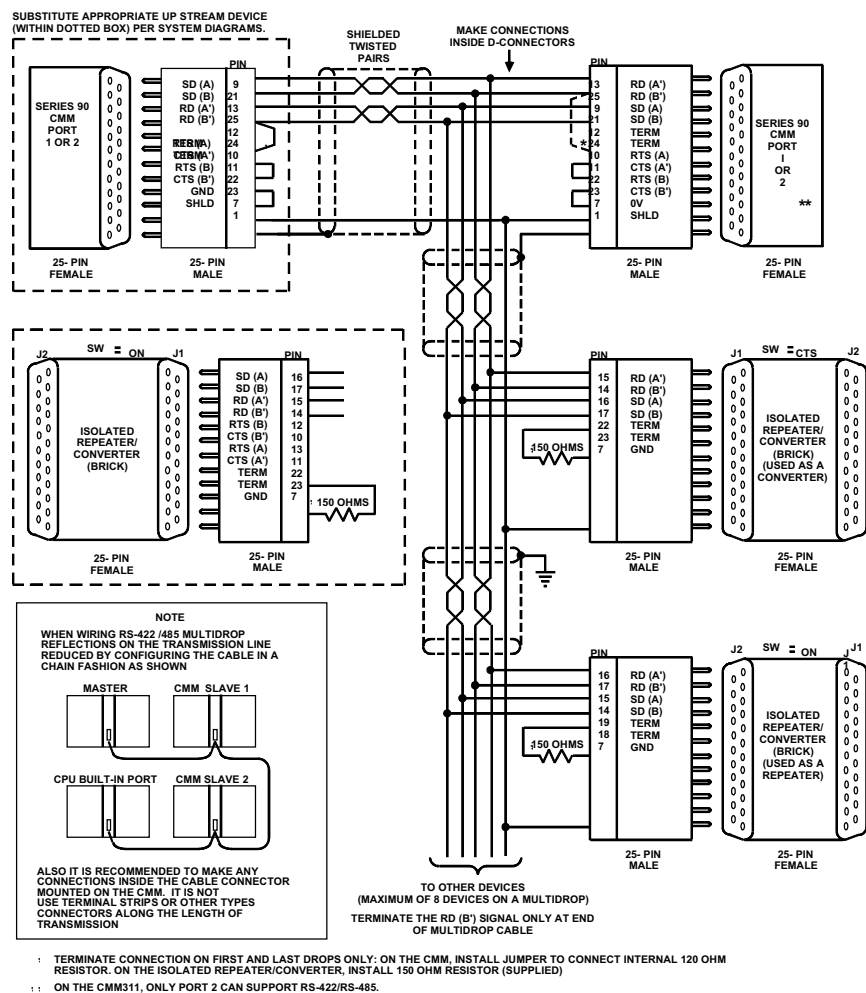 SUBSTITUTE APPROPRIATE UP STREAM DEVICE
(WITHIN DOTTED BOX) PER SYSTEM DIAGRAMS.
SHIELDED
TWISTED
PAIRS
MAKE CONNECTIONS
INSIDE D-CONNECTORS
SERIES 90
CMM
PORT
1 OR 2
PIN
SD (A) 9
SD (B) 21
RD (A') 13
RD (B') 25
12
TERM 24
10
RTS (B) 11
CTS (B') 22
GND 23
SHLD 7
1
25- PIN
FEMALE
25- PIN
MALE
PIN
13 RD (A')
25 RD (B')
9 SD (A)
21 SD (B)
12 TERM
*24 TERM
10 RTS (A)
11 CTS (A')
22 RTS (B)
23 CTS (B')
7 0V
1 SHLD
SERIES 90
CMM
PORT
I
OR
2
**
25- PIN
MALE
25- PIN
FEMALE
J2 SW ON J1
ISOLATED
REPEATER/
CONVERTER
(BRICK)
PIN
SD (A) 16
SD (B) 17
RD (A') 15
RD (B') 14
RTS (B) 12
CTS (B') 10
RTS (A) 13
CTS (A') 11
TERM 22
TERM 23
GND 7
150 OHMS
25- PIN
FEMALE
25- PIN
MALE
PIN
15 RD (A')
14 RD (B')
16 SD (A)
17 SD (B)
22 TERM
23 TERM
7 GND
150 OHMS
J1 SW CTS J2
ISOLATED
REPEATER/
CONVERTER
(BRICK)
(USED AS A
CONVERTER)
25- PIN
MALE
25- PIN
FEMALE
NOTE
WHEN WIRING RS-422 /485 MULTIDROP
REFLECTIONS ON THE TRANSMISSION LINE
REDUCED BY CONFIGURING THE CABLE IN A
CHAIN FASHION AS SHOWN
MASTER
CMM SLAVE 1
CPU BUILT-IN PORT
CMM SLAVE 2
ALSO IT IS RECOMMENDED TO MAKE ANY
CONNECTIONS INSIDE THE CABLE CONNECTOR
MOUNTED ON THE CMM. IT IS NOT
USE TERMINAL STRIPS OR OTHER TYPES
CONNECTORS ALONG THE LENGTH OF
TRANSMISSION
PIN
16 RD (A')
17 RD (B')
15 SD (A)
14 SD (B)
19 TERM
18 TERM
7 GND
150 OHMS
J2 SW ON J1
ISOLATED
REPEATER/
CONVERTER
(BRICK)
(USED AS A
REPEATER)
25- PIN
MALE
25- PIN
FEMALE
TO OTHER DEVICES
(MAXIMUM OF 8 DEVICES ON A MULTIDROP)
TERMINATE THE RD (B') SIGNAL ONLY AT END
OF MULTIDROP CABLE
TERMINATE CONNECTION ON FIRST AND LAST DROPS ONLY: ON THE CMM, INSTALL JUMPER TO CONNECT INTERNAL 120 OHM
RESISTOR. ON THE ISOLATED REPEATER/CONVERTER, INSTALL 150 OHM RESISTOR (SUPPLIED)
ON THE CMM311, ONLY PORT 2 CAN SUPPORT RS-422/RS-485.